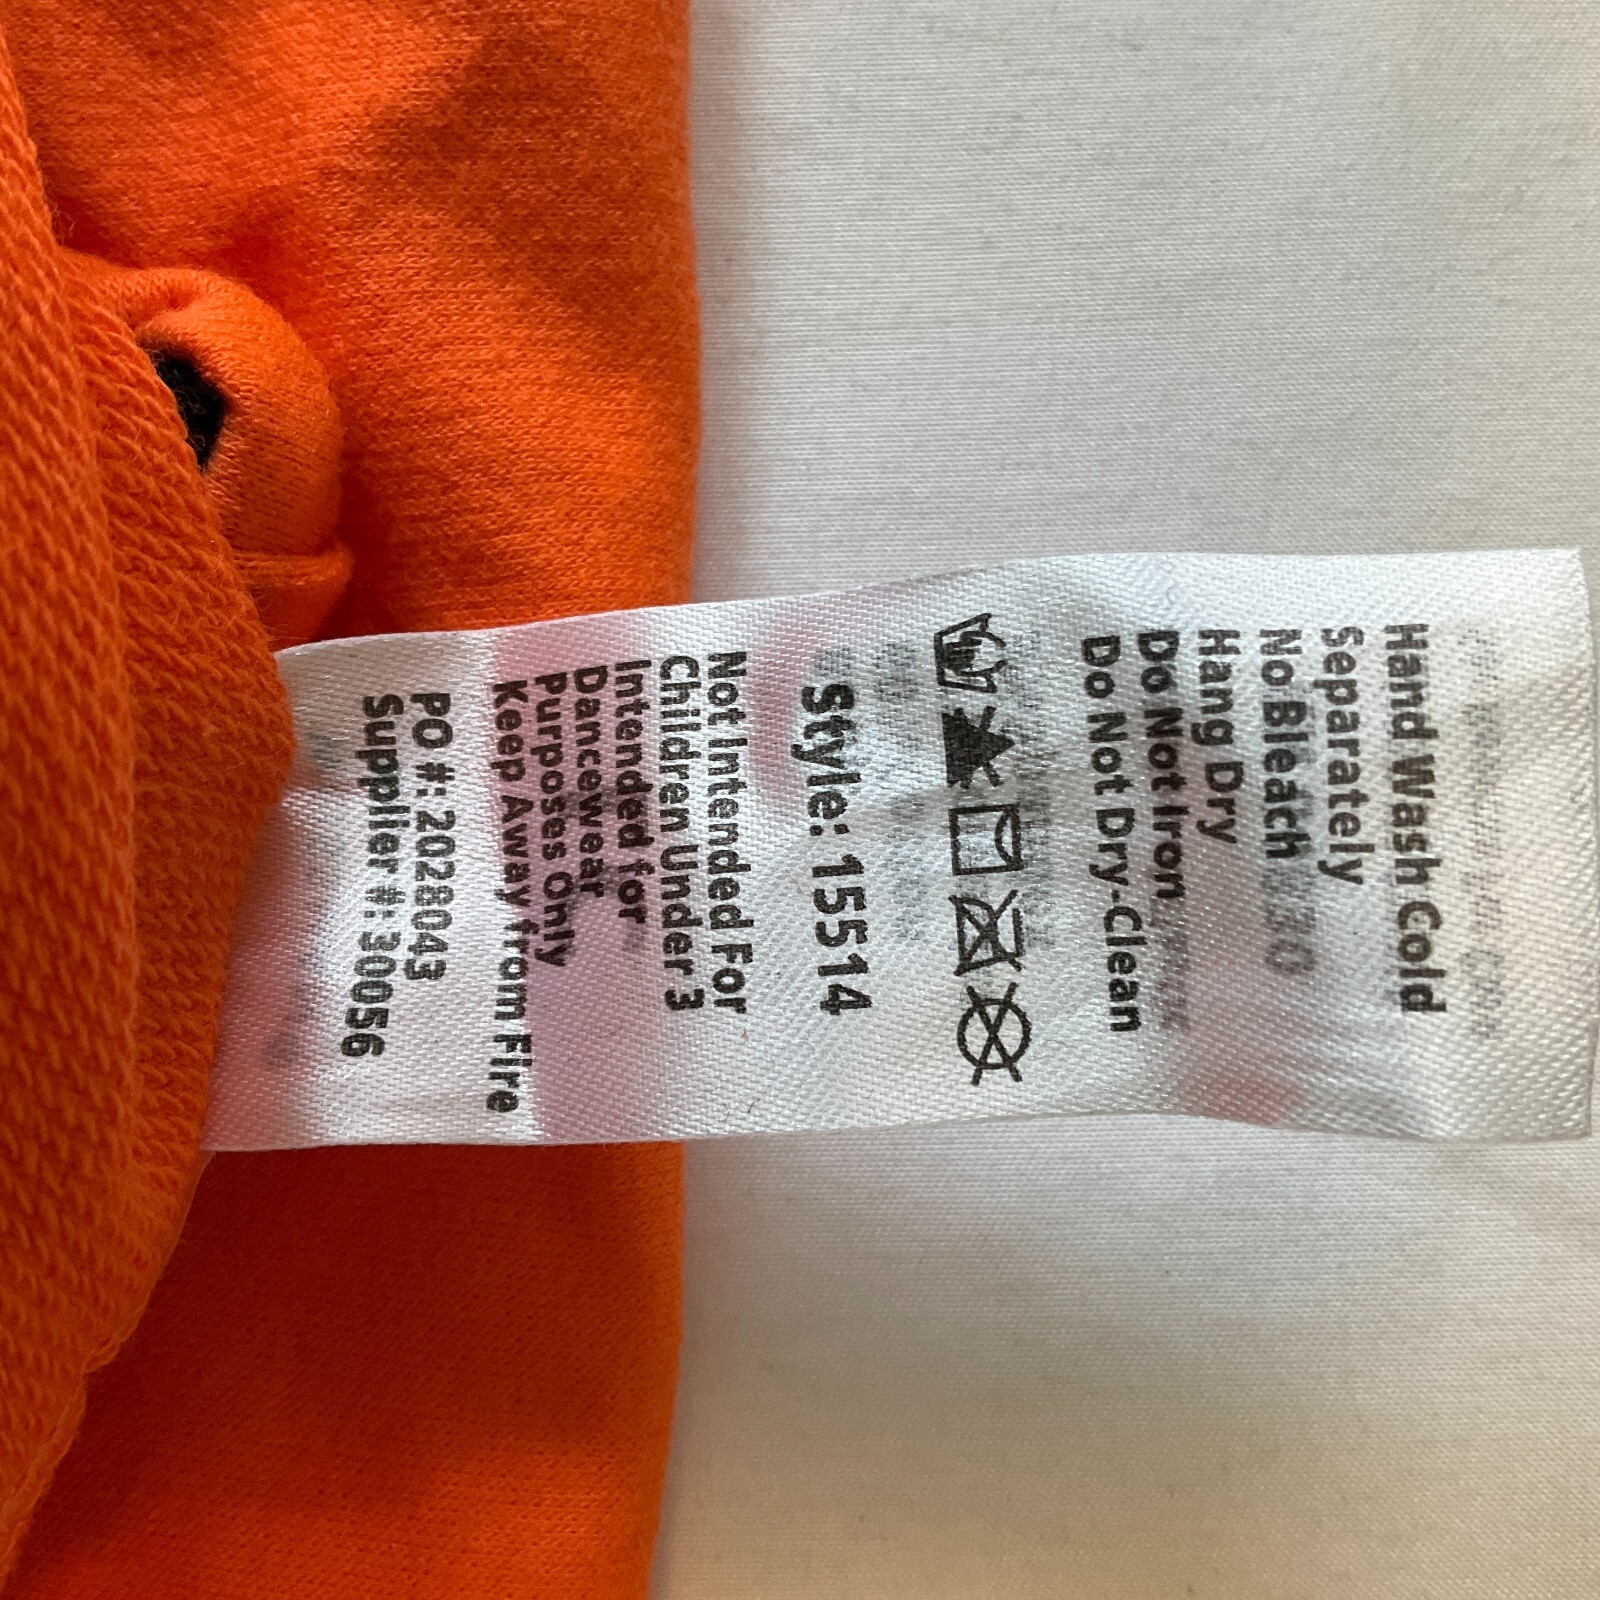 Hand Wash Cold
Separately
No Bleach
Hang Dry
Do Not Iron
Do Not Dry-Clean
Style: 15514
Not Intended For
Children Under 3
Intended for
Dancewear
Purposes Only
Keep Away from Fire
PO #: 2028043
Supplier #: 30056